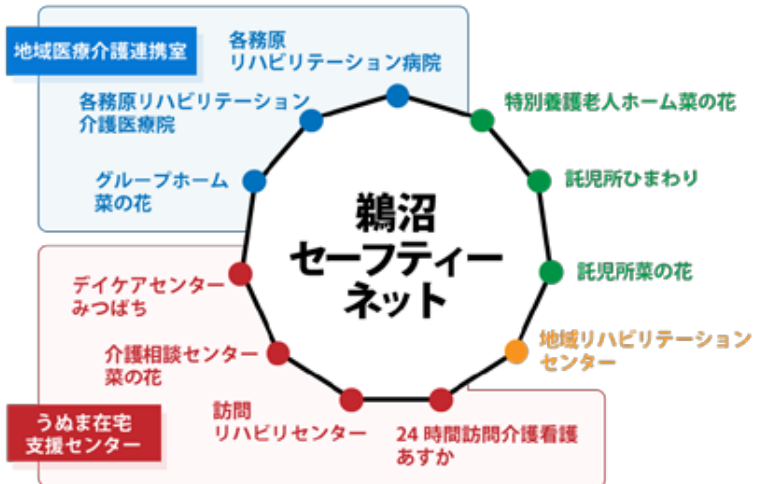 地域医療介護連携室
各務原
リハビリテーション病院
各務原リハビリテーション
介護医療院
グループホーム
菜の花
特別養護老人ホーム菜の花
託児所ひまわり
託児所菜の花
地域リハビリテーション
センター
鵜沼
セーフティー
ネット
デイケアセンター
みつばち
介護相談センター
菜の花
訪問
リハビリセンター
24時間訪問介護看護
あすか
うぬま在宅
支援センター